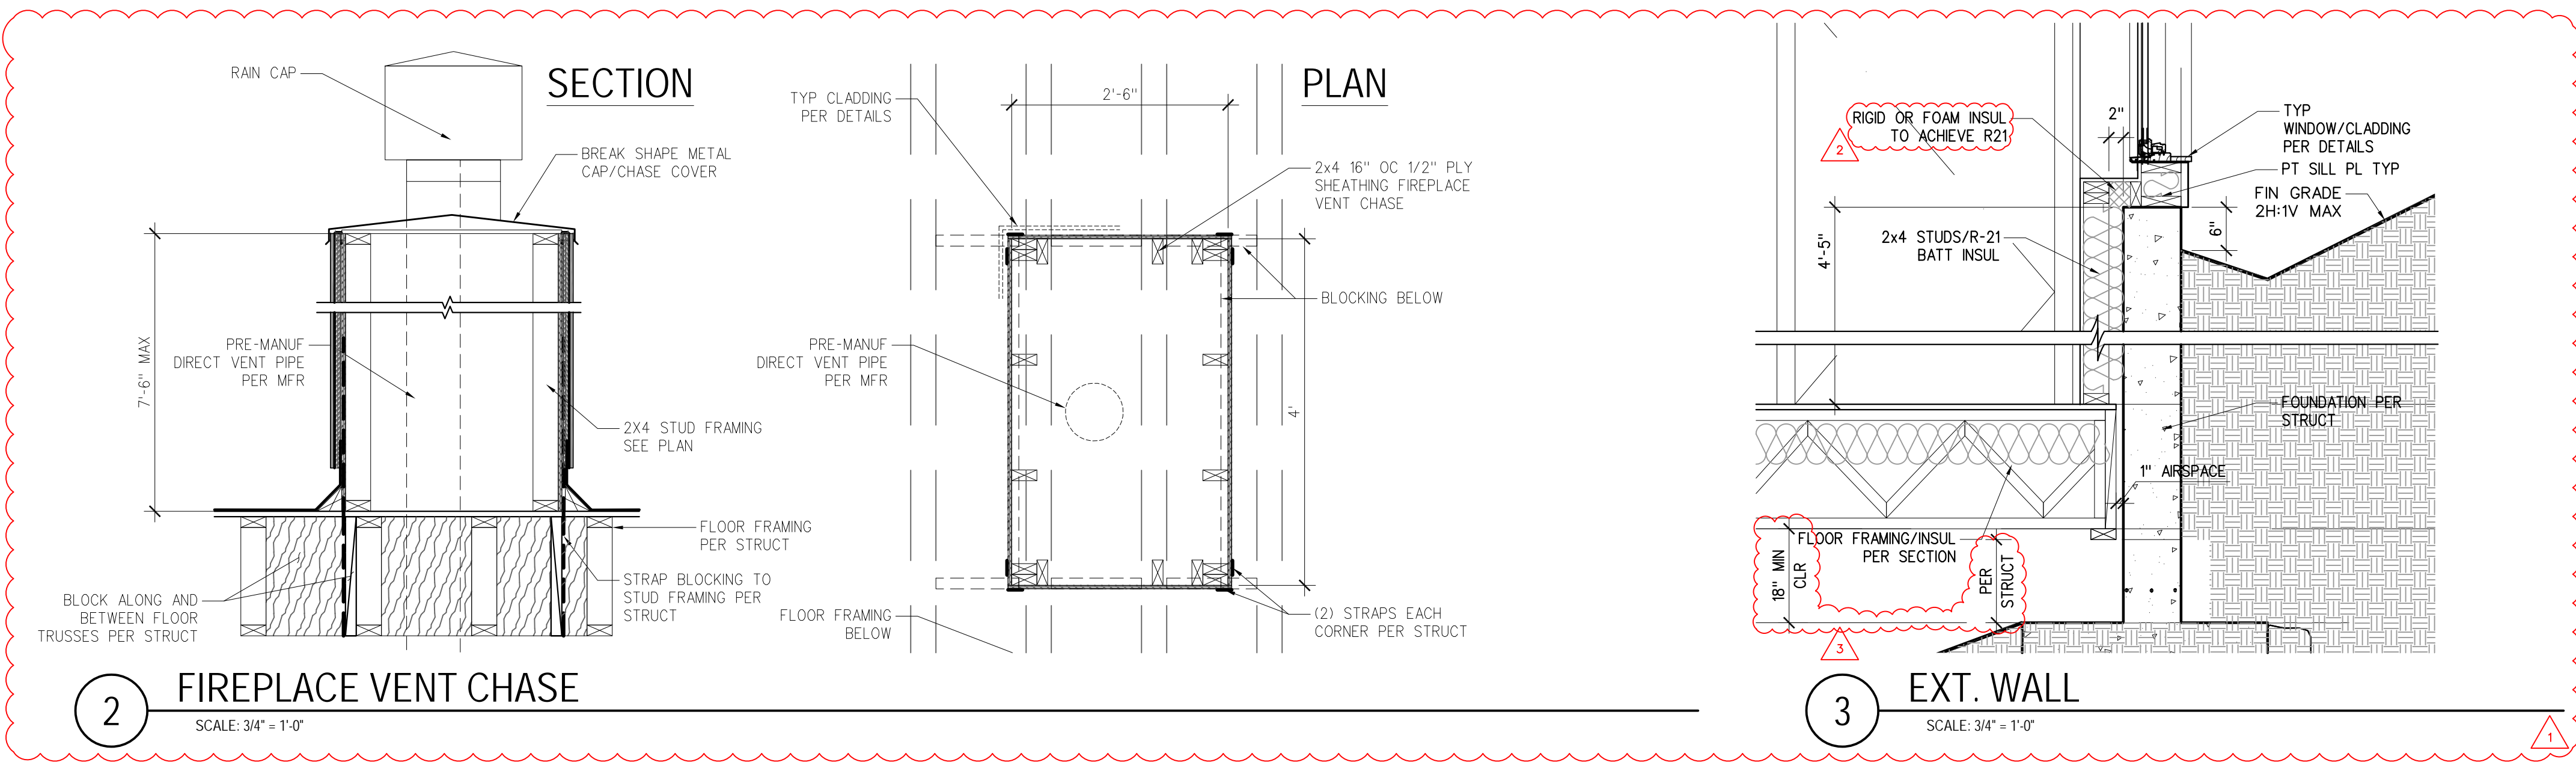 SECTION
RAIN CAP
BREAK SHAPE METAL
CAP/CHASE COVER
7'-6" MAX
PRE-MANUF
DIRECT VENT PIPE
PER MFR
2X4 STUD FRAMING
SEE PLAN
FLOOR FRAMING
PER STRUCT
STRAP BLOCKING TO
STUD FRAMING PER
STRUCT
BLOCK ALONG AND
BETWEEN FLOOR
TRUSSES PER STRUCT
PLAN
TYP CLADDING
PER DETAILS
2'-6"
2x4 16" OC 1/2" PLY
SHEATHING FIREPLACE
VENT CHASE
BLOCKING BELOW
PRE-MANUF
DIRECT VENT PIPE
PER MFR
4'
FLOOR FRAMING
BELOW
(2) STRAPS EACH
CORNER PER STRUCT
2
FIREPLACE VENT CHASE
SCALE: 3/4" = 1'-0"
RIGID OR FOAM INSUL
TO ACHIEVE R21
2
2"
TYP
WINDOW/CLADDING
PER DETAILS
PT SILL PL TYP
FIN GRADE
2H:1V MAX
6"
4'-5"
2x4 STUDS/R-21
BATT INSUL
FOUNDATION PER
STRUCT
1" AIRSPACE
FLOOR FRAMING/INSUL
PER SECTION
18" MIN
CLR
PER
STRUCT
3
3
EXT. WALL
SCALE: 3/4" = 1'-0"
1